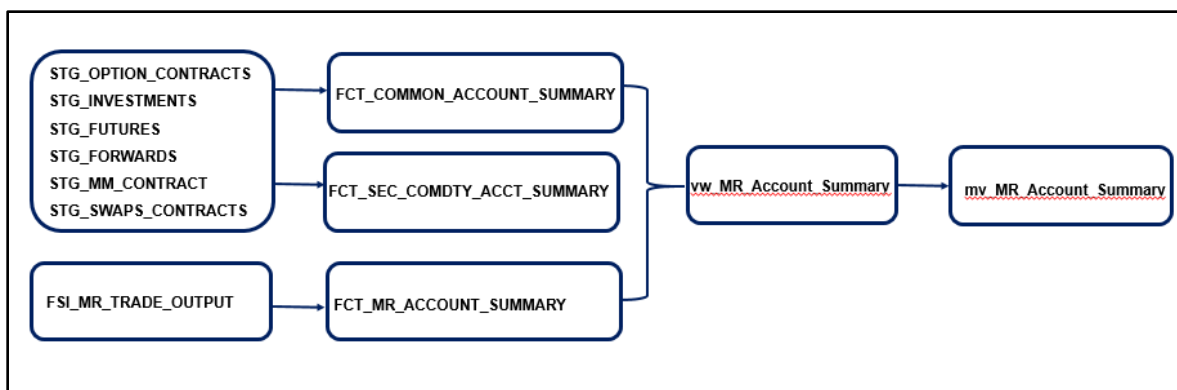 STG_OPTION_CONTRACTS
STG_INVESTMENTS
STG_FUTURES
STG_FORWARDS
STG_MM_CONTRACT
STG_SWAPS_CONTRACTS
FSI_MR_TRADE_OUTPUT
FCT_COMMON_ACCOUNT_SUMMARY
FCT_SEC_COMDTY_ACCT_SUMMARY
FCT_MR_ACCOUNT_SUMMARY
vw_MR_Account_Summary
mv_MR_Account_Summary